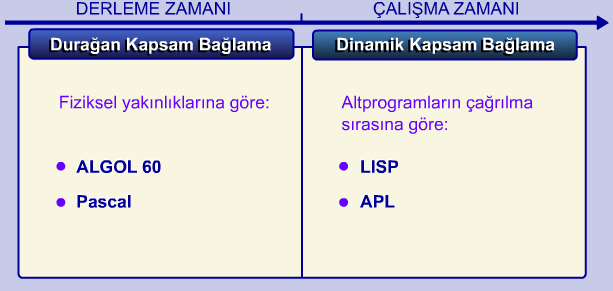 DERLEME ZAMANI
ÇALIŞMA ZAMANI
Durağan Kapsam Bağlama
Dinamik Kapsam Bağlama
Fiziksel yakınlıklarına göre:
ALGOL 60
Pascal
Altprogramların çağrılma
sırasına göre:
LISP
APL